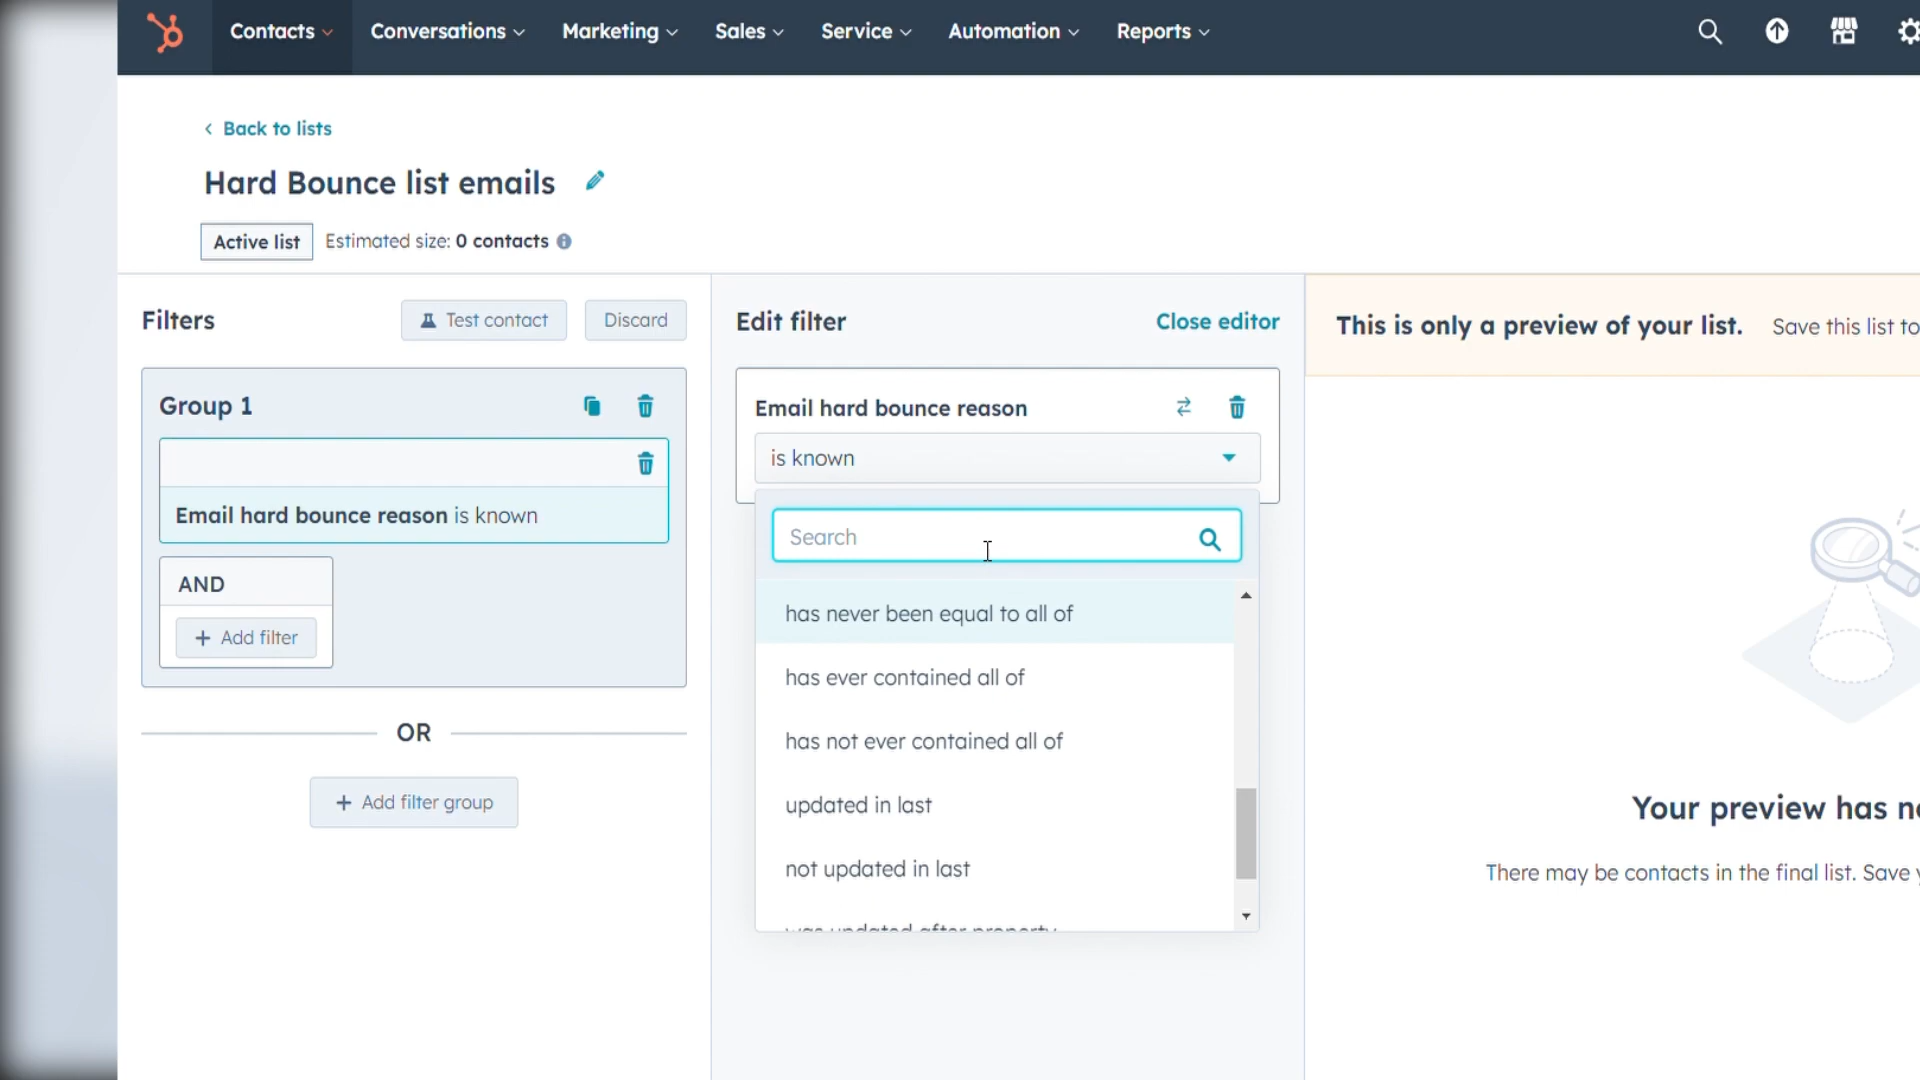 Contacts Conversations Marketing Sales Service Automation Reports
Back to lists
Hard Bounce list emails
Active list Estimated size: 0 contacts
Filters Test contact Discard
Edit filter Close editor
This is only a preview of your list. Save this list to
Group 1
Email hard bounce reason is known
AND
+ Add filter
OR
+ Add filter group
Email hard bounce reason
is known
Search
has never been equal to all of
has ever contained all of
has not ever contained all of
updated in last
not updated in last
was updated after property
Your preview has
There may be contacts in the final list. Save